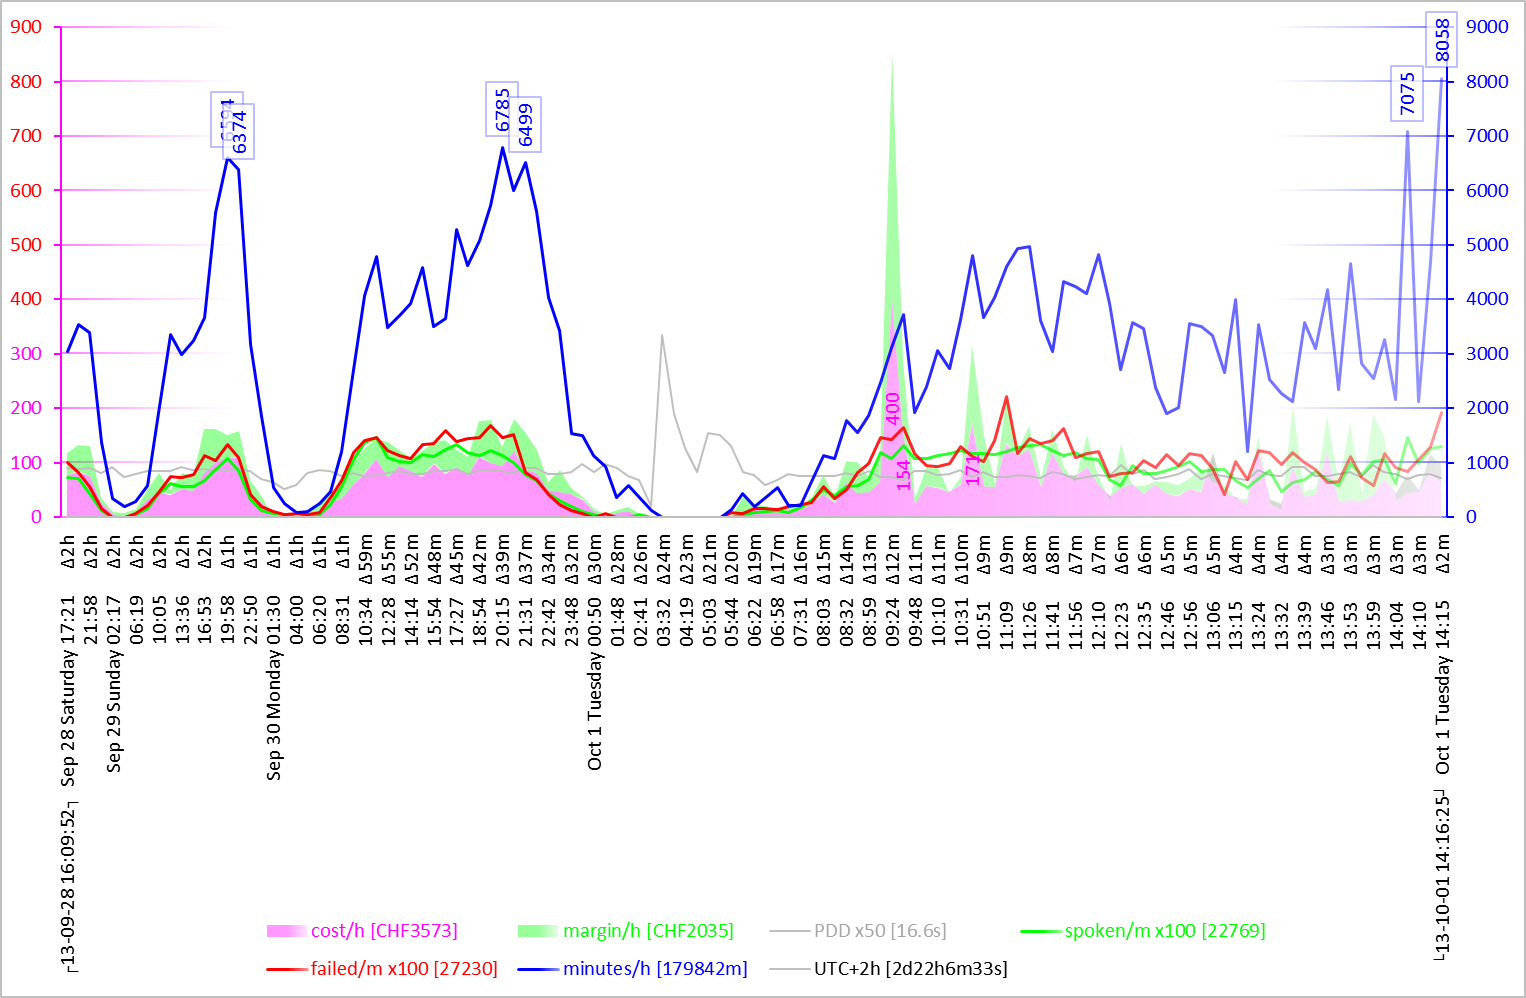 900
800
700
600
500
400
300
200
100
0
9000
8000
7000
6000
5000
4000
3000
2000
1000
0
6594
6374
6785
6499
400
154
171
7075
8058
Sep 28 Saturday 17:21 Δ2h
21:58 Δ2h
Sep 29 Sunday 02:17 Δ2h
06:19 Δ2h
10:05 Δ2h
13:36 Δ2h
16:53 Δ2h
19:58 Δ1h
22:50 Δ1h
Sep 30 Monday 01:30 Δ1h
04:00 Δ1h
06:20 Δ1h
08:31 Δ1h
10:34 Δ59m
12:28 Δ55m
14:14 Δ52m
15:54 Δ48m
17:27 Δ45m
18:54 Δ42m
20:15 Δ39m
21:31 Δ37m
22:42 Δ34m
23:48 Δ32m
Oct 1 Tuesday 00:50 Δ30m
01:48 Δ28m
02:41 Δ26m
03:32 Δ24m
04:19 Δ23m
05:03 Δ21m
05:44 Δ20m
06:22 Δ19m
06:58 Δ17m
07:31 Δ16m
08:03 Δ15m
08:32 Δ14m
08:59 Δ13m
09:24 Δ12m
09:48 Δ11m
10:10 Δ11m
10:31 Δ10m
10:51 Δ9m
11:09 Δ9m
11:26 Δ8m
11:41 Δ8m
11:56 Δ7m
12:10 Δ7m
12:23 Δ6m
12:35 Δ6m
12:46 Δ5m
12:56 Δ5m
13:06 Δ5m
13:15 Δ4m
13:24 Δ4m
13:32 Δ4m
13:39 Δ4m
13:46 Δ3m
13:53 Δ3m
13:59 Δ3m
14:04 Δ3m
14:10 Δ3m
Oct 1 Tuesday 14:15 Δ2m
┌13-09-28 16:09:52┐
└13-10-01 14:16:25┘
cost/h [CHF3573]
margin/h [CHF2035]
PDD x50 [16.6s]
spoken/m x100 [22769]
failed/m x100 [27230]
minutes/h [179842m]
UTC+2h [2d22h6m33s]